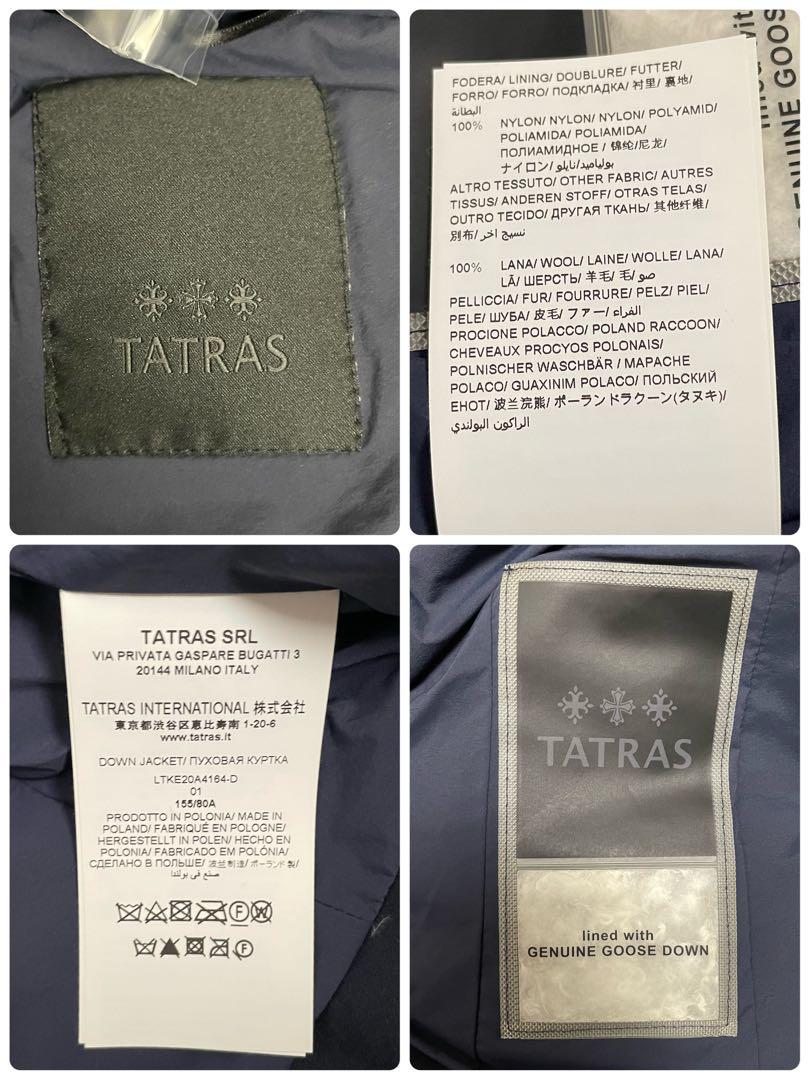 TATRAS
FODERA/ LINING/ DOUBLURE/ FUTTER/
FORRO/ FORRO/ ПОДКЛАДКА/ 衬里/ 裏地/
البطانة
100% NYLON/ NYLON/ NYLON/ POLYAMID/
POLIAMIDA/ POLIAMIDA/
ПОЛИАМИДНОЕ / 锦纶/尼龙/
ナイロン/ بولياميد/نايلو
ALTRO TESSUTO/ OTHER FABRIC/ AUTRES
TISSUS/ ANDEREN STOFF/ OTRAS TELAS/
OUTRO TECIDO/ ДРУГАЯ ТКАНЬ/ 其他纤维/
別布/ نسيج اخر
100% LANA/ WOOL/ LAINE/ WOLLE/ LANA/
LÃ/ ШЕРСТЬ/ 羊毛/ 毛/ صو
PELLICCIA/ FUR/ FOURRURE/ PELZ/ PIEL/
PELE/ ШУБА/ 皮毛/ ファー/ الفراء
PROCIONE POLACCO/ POLAND RACCOON/
CHEVEAUX PROCYOS POLONAIS/
POLNISCHER WASCHBÄR / MAPACHE
POLACO/ GUAXINIM POLACO/ ПОЛЬСКИЙ
ЕНОТ/ 波兰浣熊/ ポーランドラクーン(タヌキ)/
الراكون البولندي
lined wit
GENUINE GOOS
TATRAS SRL
VIA PRIVATA GASPARE BUGATTI 3
20144 MILANO ITALY
TATRAS INTERNATIONAL 株式会社
東京都渋谷区恵比寿南 1-20-6
www.tatras.it
DOWN JACKET/ ПУХОВАЯ КУРТКА
LTKE20A4164-D
01
155/80A
PRODOTTO IN POLONIA/ MADE IN
POLAND/ FABRIQUÉ EN POLOGNE/
HERGESTELLT IN POLEN/ HECHO EN
POLONIA/ FABRICADO EM POLÓNIA/
СДЕЛАНО В ПОЛЬШЕ/ 波兰制造/ ポーランド 製/
صنع في بولندا
TATRAS
lined with
GENUINE GOOSE DOWN